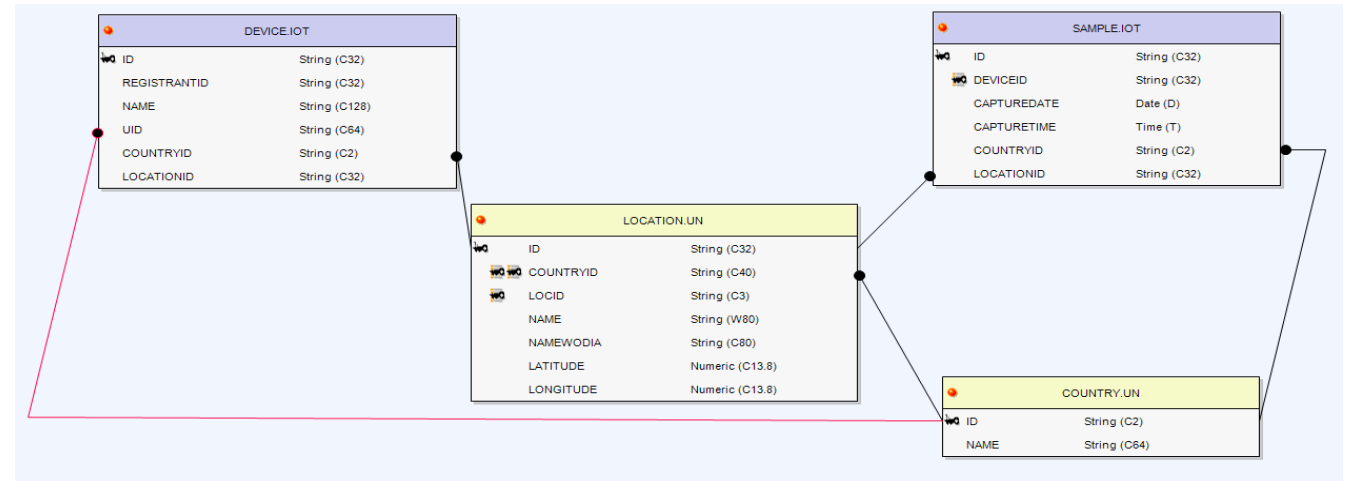 DEVICE.IOT
ID String (C32)
REGISTRANTID String (C32)
NAME String (C128)
UID String (C64)
COUNTRYID String (C2)
LOCATIONID String (C32)
SAMPLE.IOT
ID String (C32)
DEVICEID String (C32)
CAPTUREDATE Date (D)
CAPTURETIME Time (T)
COUNTRYID String (C2)
LOCATIONID String (C32)
LOCATION.UN
ID String (C32)
COUNTRYID String (C40)
LOCID String (C3)
NAME String (W80)
NAMEWODIA String (C80)
LATITUDE Numeric (C13.8)
LONGITUDE Numeric (C13.8)
COUNTRY.UN
ID String (C2)
NAME String (C64)